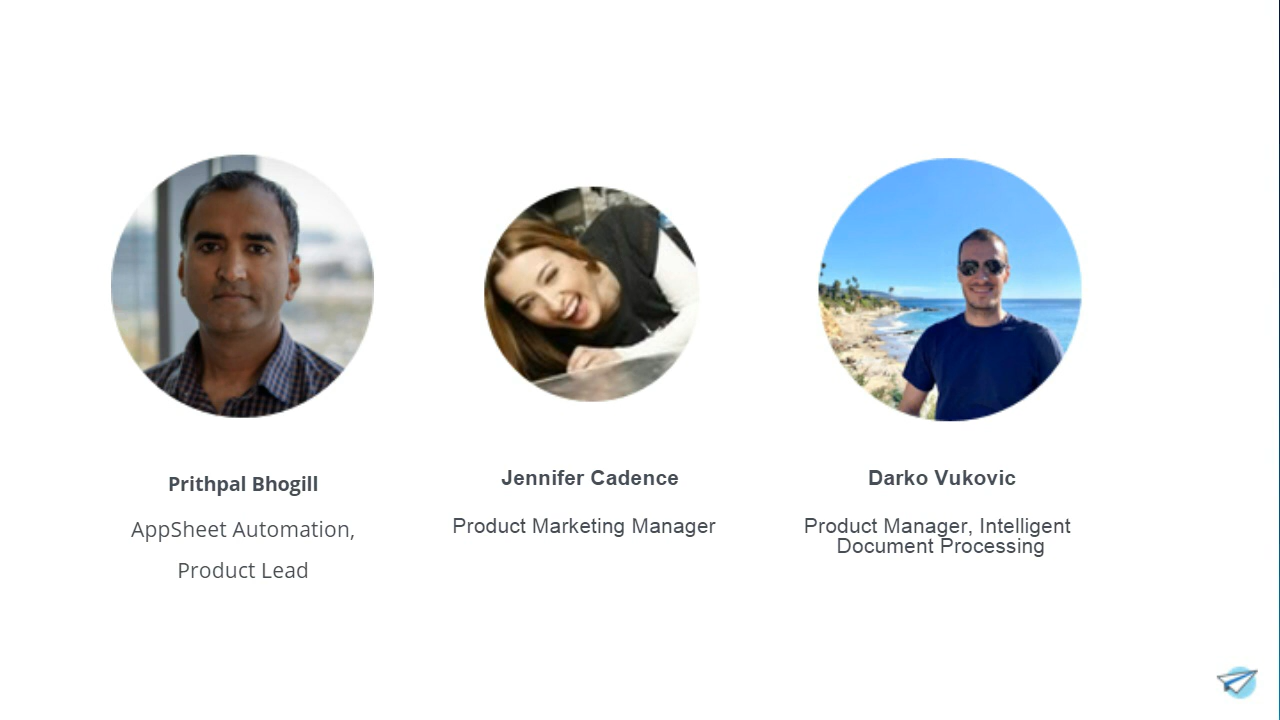 Prithpal Bhogill
AppSheet Automation,
Product Lead
Jennifer Cadence
Product Marketing Manager
Darko Vukovic
Product Manager, Intelligent
Document Processing